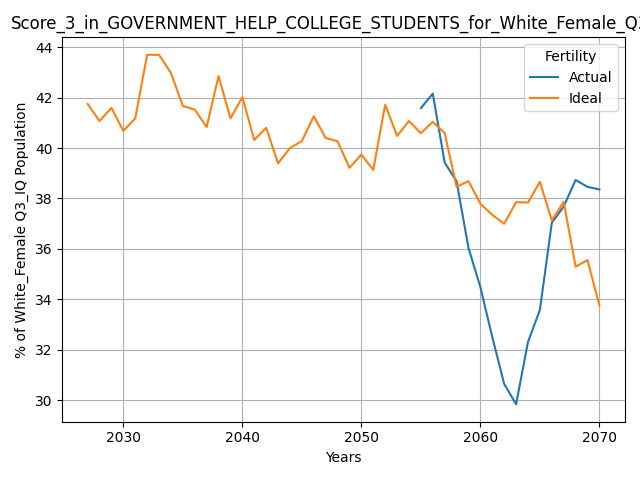 Score_3_in_GOVERNMENT_HELP_COLLEGE_STUDENTS_for_White_Female_Q3
44
42
40
38
36
34
32
30
% of White_Female Q3_IQ Population
Fertility
Actual
Ideal
2030 2040 2050 2060 2070
Years